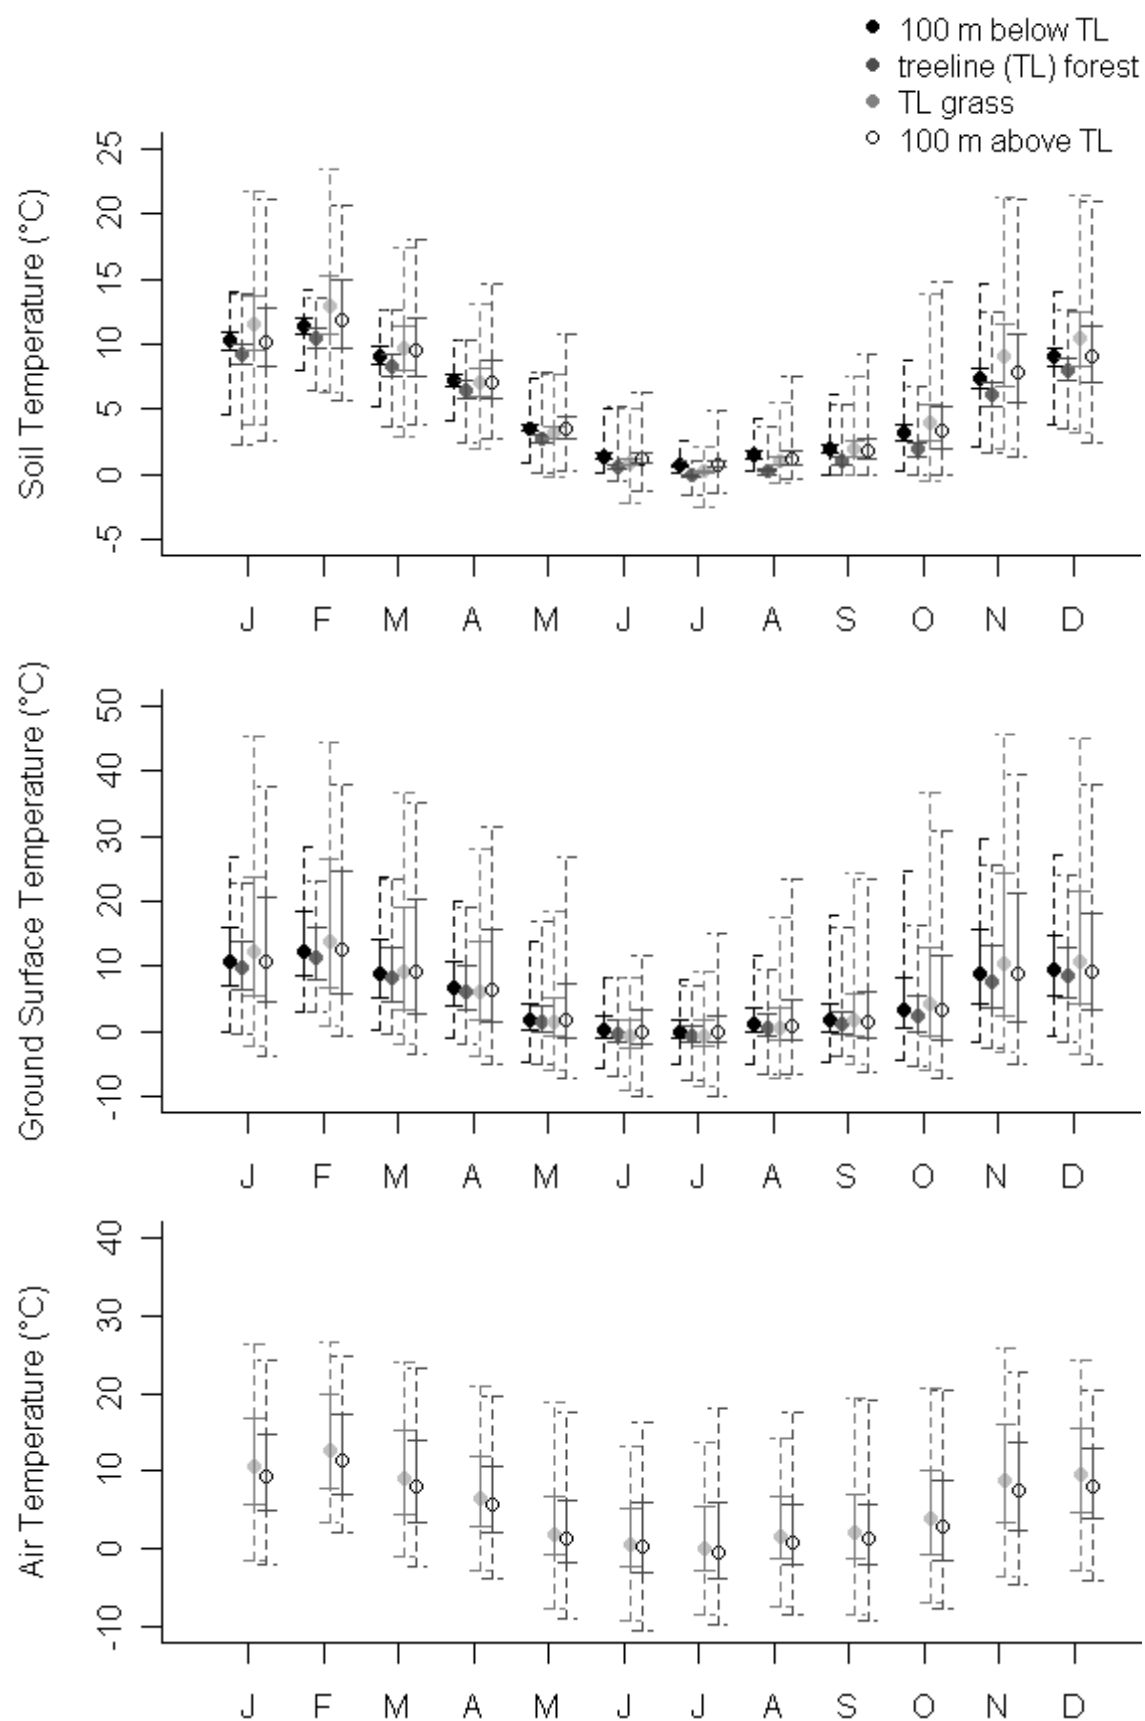 100 m below TL
treeline (TL) forest
TL grass
100 m above TL
Soil Temperature (°C)
25
20
15
10
5
0
-5
J F M A M J J A S O N D
Ground Surface Temperature (°C)
50
40
30
20
10
0
-10
J F M A M J J A S O N D
Air Temperature (°C)
40
30
20
10
0
-10
J F M A M J J A S O N D